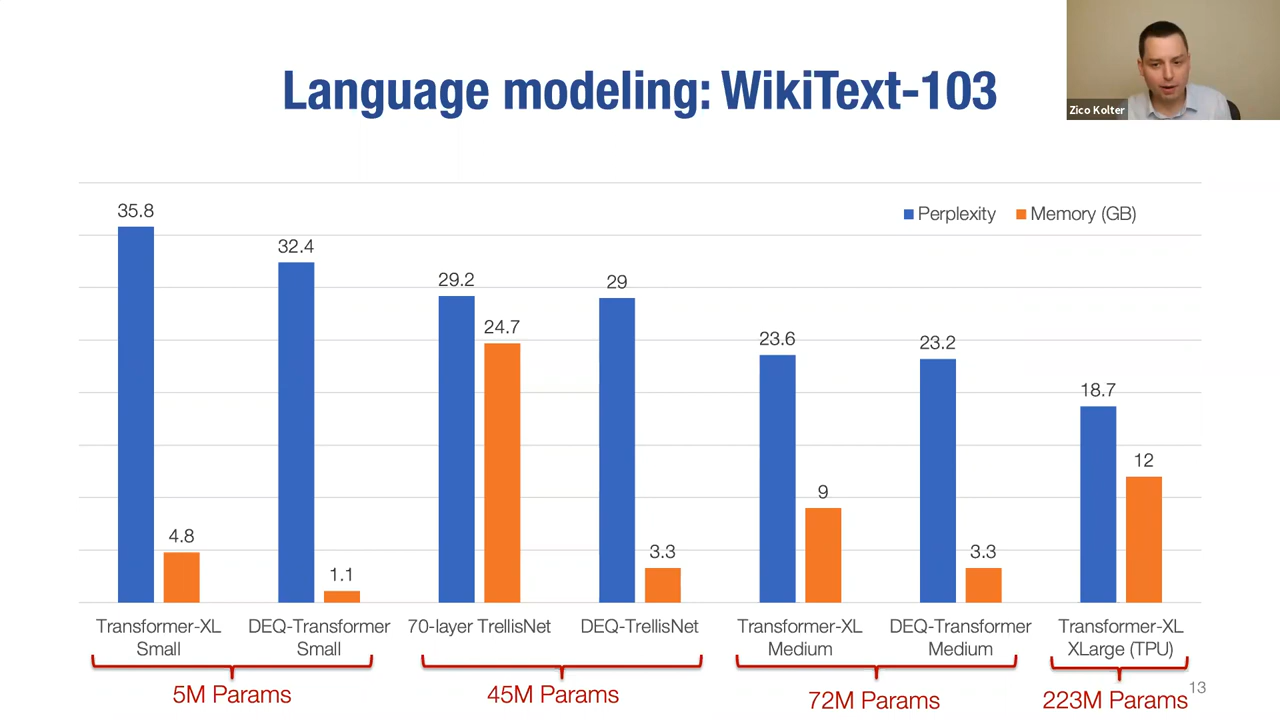 Language modeling: WikiText-103
Zico Kolter
Perplexity Memory (GB)
35.8
32.4
29.2
29
24.7
23.6
23.2
18.7
12
9
4.8
3.3
3.3
1.1
Transformer-XL Small
DEQ-Transformer Small
70-layer TrellisNet
DEQ-TrellisNet
Transformer-XL Medium
DEQ-Transformer Medium
Transformer-XL XLarge (TPU)
5M Params
45M Params
72M Params
223M Params
13